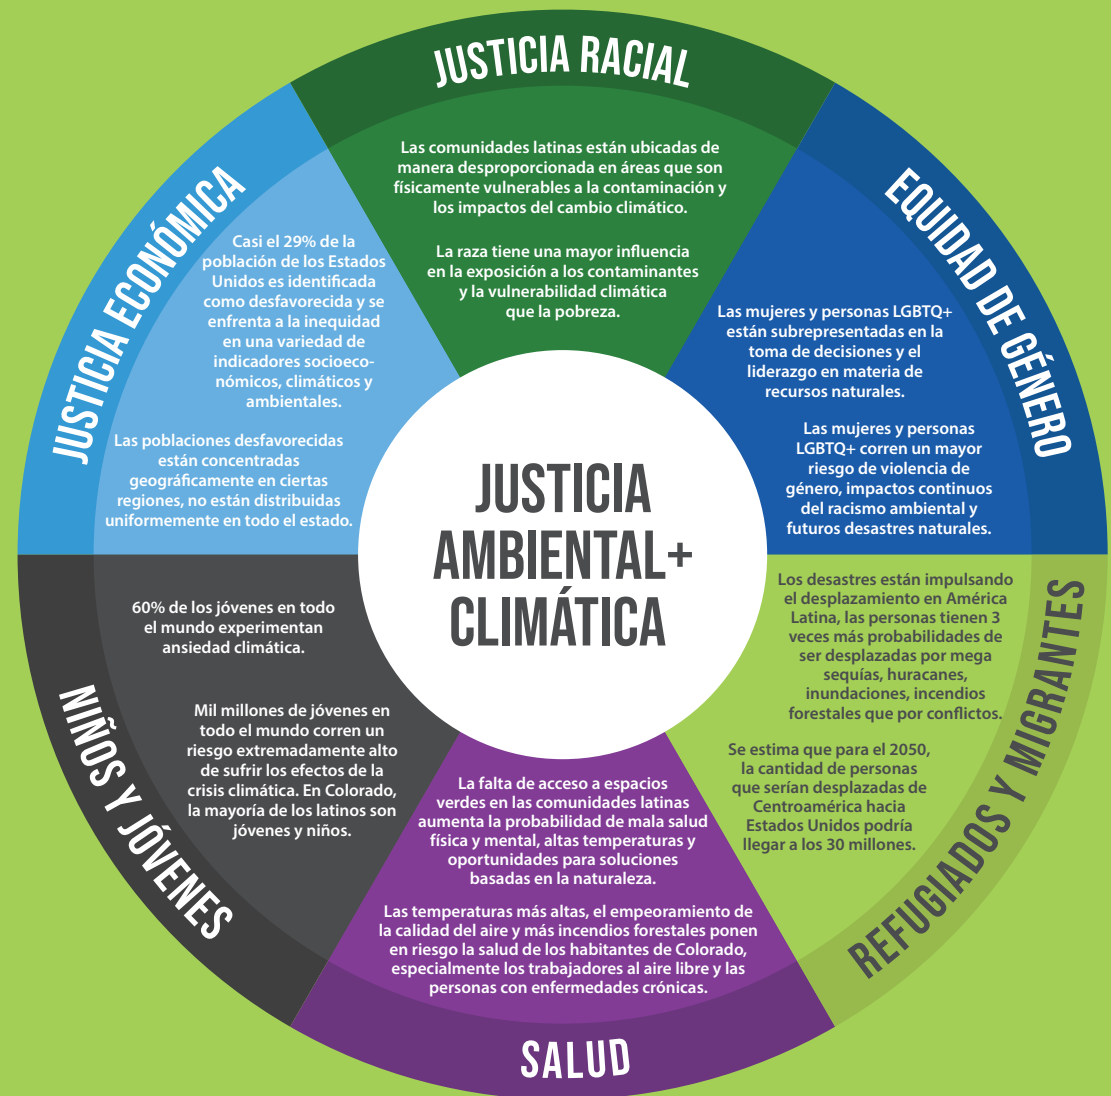 JUSTICIA RACIAL
Las comunidades latinas están ubicadas de
manera desproporcionada en áreas que son
físicamente vulnerables a la contaminación y
los impactos del cambio climático.
La raza tiene una mayor influencia
en la exposición a los contaminantes
y la vulnerabilidad climática
que la pobreza.
EQUIDAD DE GÉNERO
Las mujeres y personas LGBTQ+
están subrepresentadas en la
toma de decisiones y el
liderazgo en materia de
recursos naturales.
Las mujeres y personas
LGBTQ+ corren un mayor
riesgo de violencia de
género, impactos continuos
del racismo ambiental y
futuros desastres naturales.
REFUGIADOS Y MIGRANTES
Los desastres están impulsando
el desplazamiento en América
Latina, las personas tienen 3
veces más probabilidades de
ser desplazadas por mega
sequías, huracanes,
inundaciones, incendios
forestales que por conflictos.
Se estima que para el 2050,
la cantidad de personas
que serían desplazadas de
Centroamérica hacia
Estados Unidos podría
llegar a los 30 millones.
SALUD
La falta de acceso a espacios
verdes en las comunidades latinas
aumenta la probabilidad de mala salud
física y mental, altas temperaturas y
oportunidades para soluciones
basadas en la naturaleza.
Las temperaturas más altas, el empeoramiento de
la calidad del aire y más incendios forestales ponen
en riesgo la salud de los habitantes de Colorado,
especialmente los trabajadores al aire libre y las
personas con enfermedades crónicas.
NIÑOS Y JÓVENES
60% de los jóvenes en todo
el mundo experimentan
ansiedad climática.
Mil millones de jóvenes en
todo el mundo corren un
riesgo extremadamente alto
de sufrir los efectos de la
crisis climática. En Colorado,
la mayoría de los latinos son
jóvenes y niños.
JUSTICIA ECONÓMICA
Casi el 29% de la
población de los Estados
Unidos es identificada
como desfavorecida y se
enfrenta a la inequidad
en una variedad de
indicadores socioeco-
nómicos, climáticos y
ambientales.
Las poblaciones desfavorecidas
están concentradas
geográficamente en ciertas
regiones, no están distribuidas
uniformemente en todo el estado.
JUSTICIA
AMBIENTAL+
CLIMÁTICA